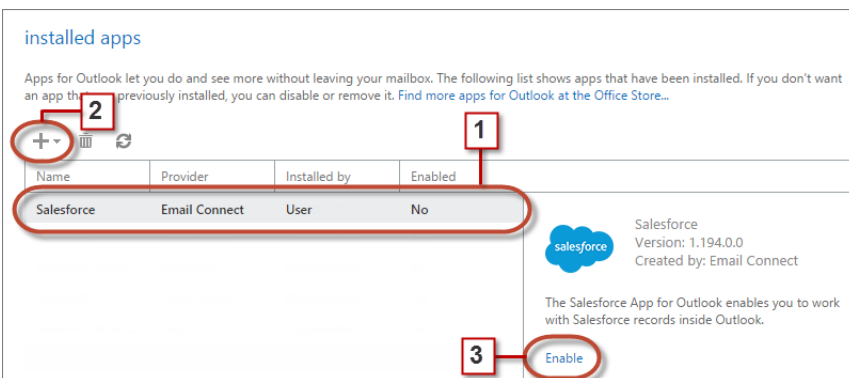 installed apps
Apps for Outlook let you do and see more without leaving your mailbox. The following list shows apps that have been installed. If you don't want
an app that previously installed, you can disable or remove it. Find more apps for Outlook at the Office Store...
2
1
Name Provider Installed by Enabled
Salesforce Email Connect User No
salesforce
Salesforce
Version: 1.194.0.0
Created by: Email Connect
The Salesforce App for Outlook enables you to work
with Salesforce records inside Outlook.
3
Enable